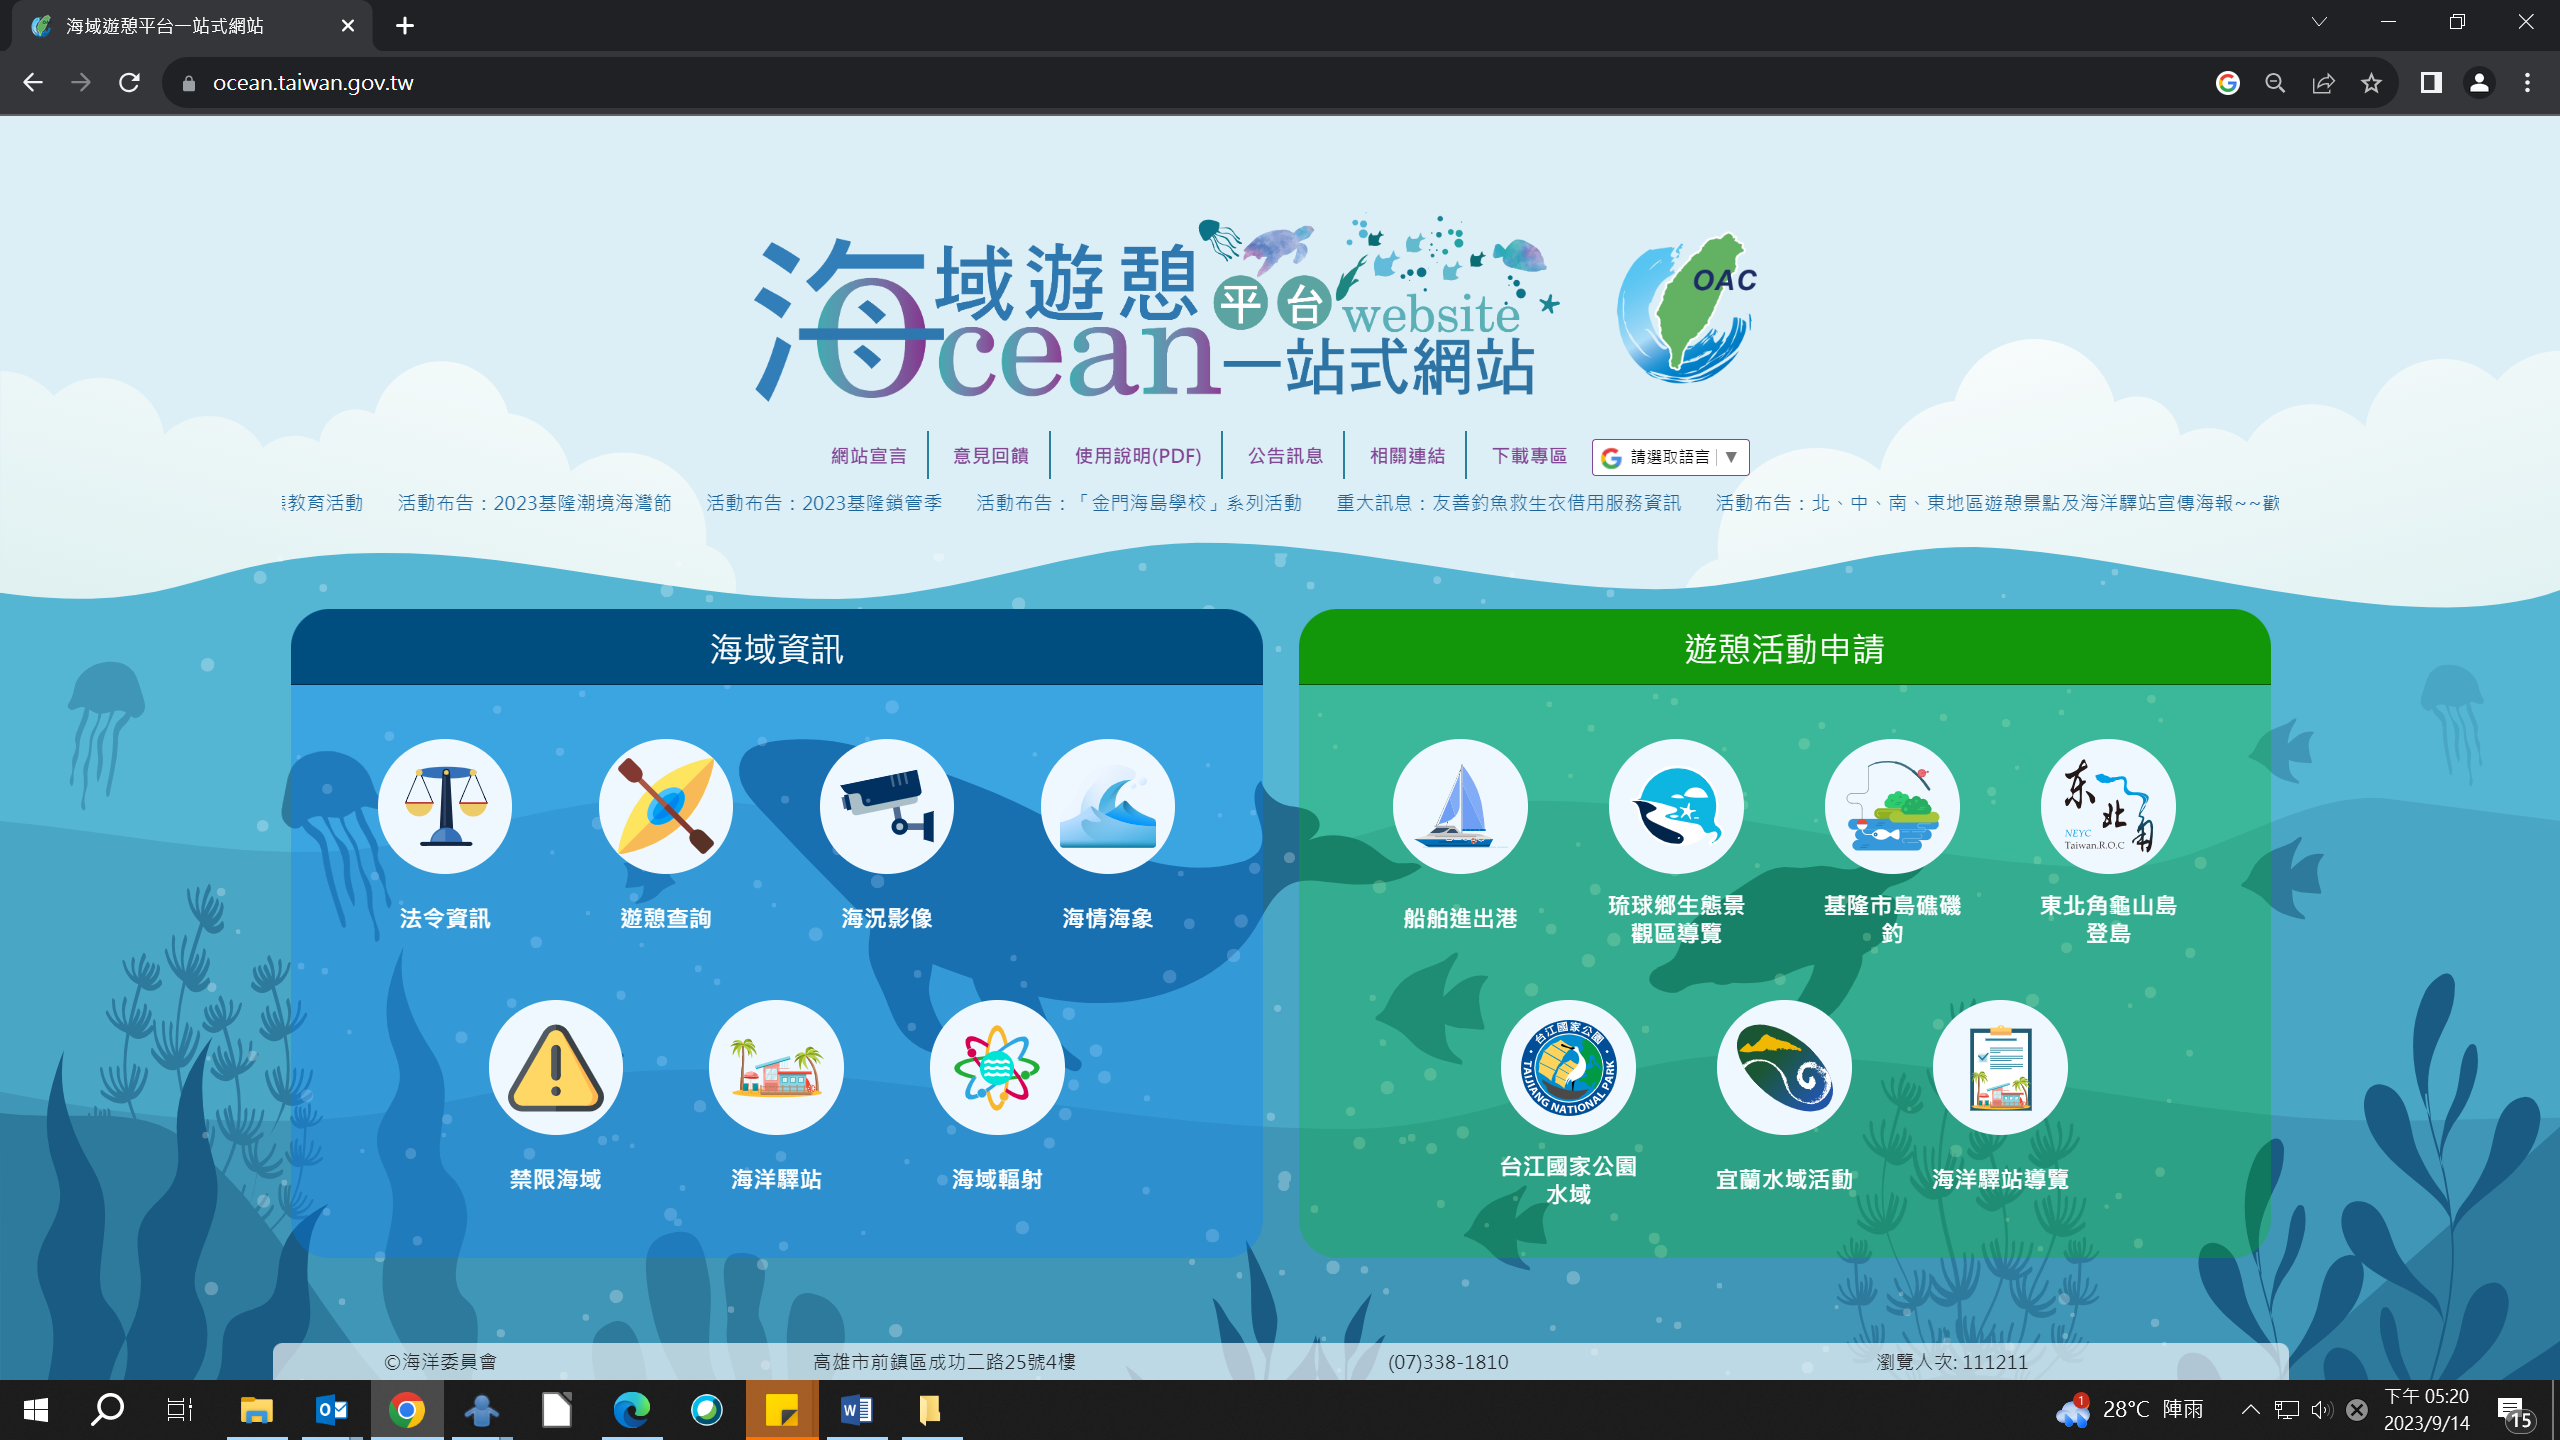 海域遊憩平台一站式網站
ocean.taiwan.gov.tw
海域遊憩平台
Ocean website
一站式網站
OAC
網站宣言 意見回饋 使用說明(PDF) 公告訊息 相關連結 下載專區 請選取語言 ▼
教育活動 活動布告：2023基隆潮境海灣節 活動布告：2023基隆鎖管季 活動布告：「金門海島學校」系列活動 重大訊息：友善釣魚救生衣借用服務資訊 活動布告：北、中、南、東地區遊憩景點及海洋驛站宣傳海報~~歡
海域資訊
法令資訊 遊憩查詢 海況影像 海情海象
禁限海域 海洋驛站 海域輻射
遊憩活動申請
东北角
NEYC
Taiwan.R.O.C
船舶進出港
琉球鄉生態景
觀區導覽
基隆市島礁磯
釣
東北角龜山島
登島
台江國家公園
TAIJIANG NATIONAL PARK
台江國家公園
水域
宜蘭水域活動
海洋驛站導覽
©海洋委員會 高雄市前鎮區成功二路25號4樓 (07)338-1810 瀏覽人次: 111211
1
28°C 陣雨
下午 05:20
2023/9/14
15